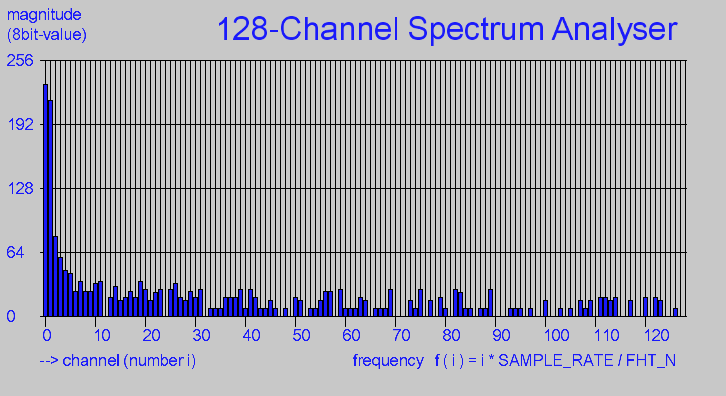 magnitude
(8bit-value)
128-Channel Spectrum Analyser
256
192
128
64
0
0 10 20 30 40 50 60 70 80 90 100 110 120
--> channel (number i)
frequency f ( i ) = i * SAMPLE_RATE / FHT_N